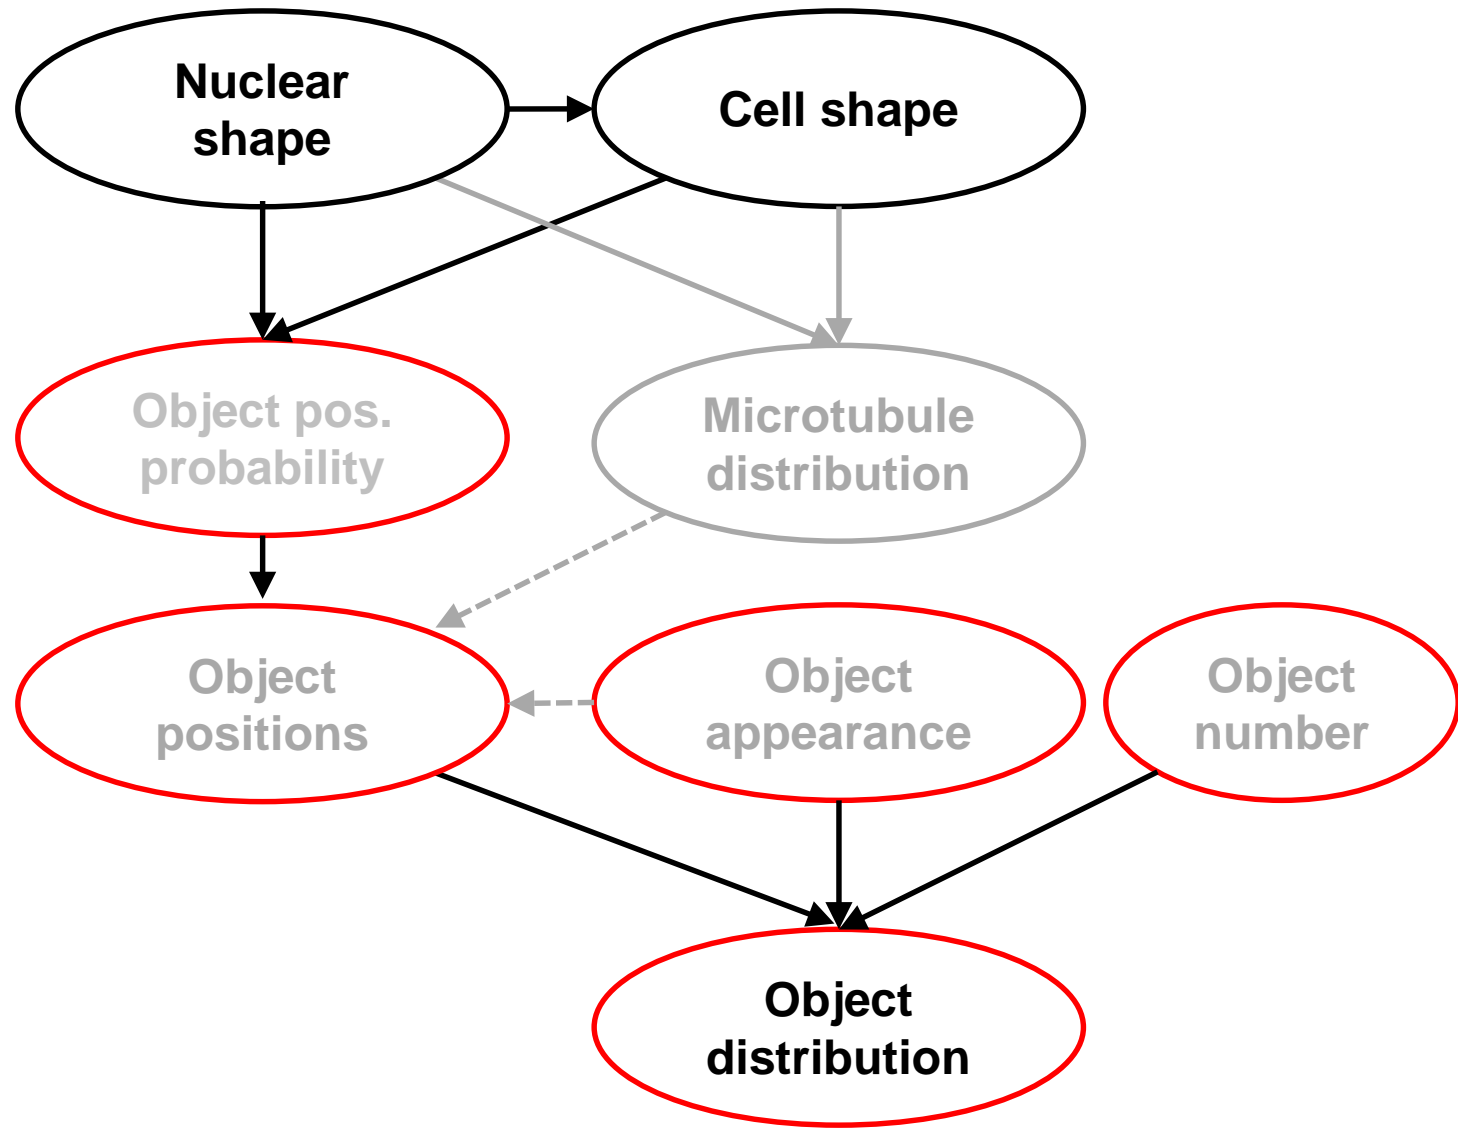 Nuclear
shape
Cell shape
Object pos.
probability
Microtubule
distribution
Object
positions
Object
appearance
Object
number
Object
distribution